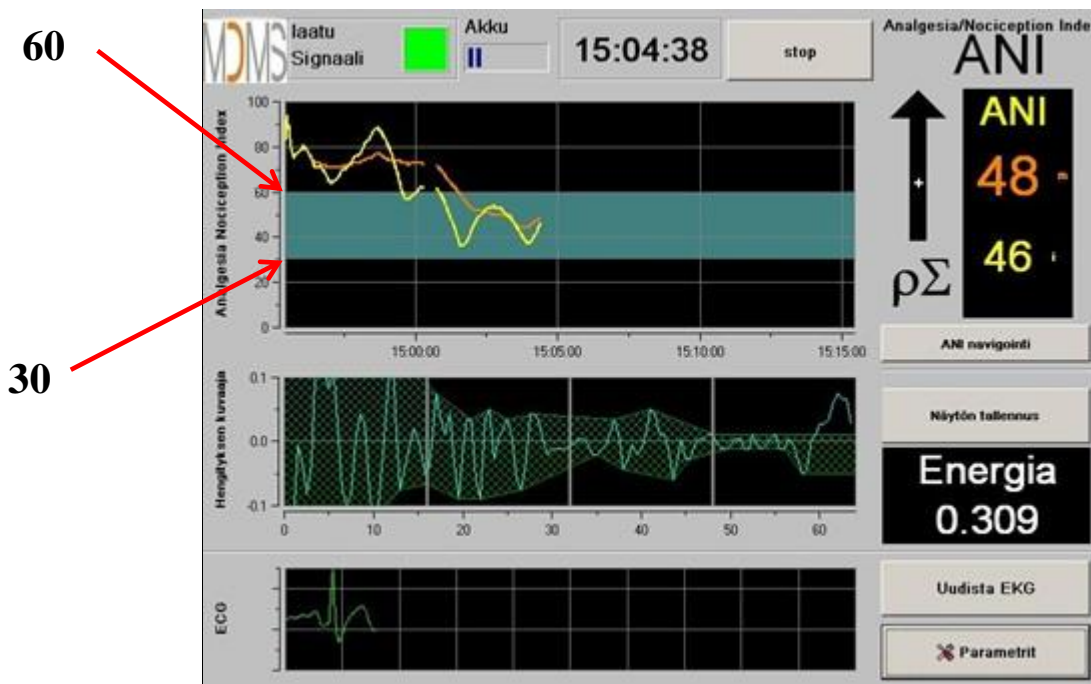 60
30
MDMS
laatu
Signaali
Akku
15:04:38
stop
Analgesia/Nociception Inde
ANI
ANI
48 m
46 i
ρΣ
+
ANI navigointi
Analgesia Nociception Index
100
80
60
40
20
0
15:00:00
15:05:00
15:10:00
15:15:00
Hengityksen kuvaaja
0.1
0.0
-0.1
0
10
20
30
40
50
60
Näytön tallennus
Energia
0.309
ECG
Uudista EKG
Parametrit